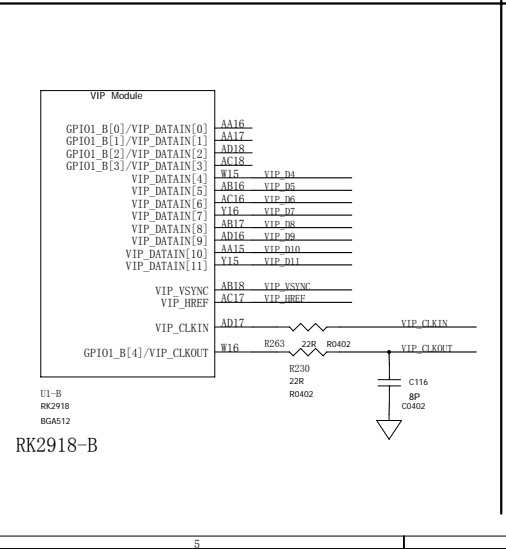 VIP Module
GPIO1_B[0]/VIP_DATAIN[0] AA16
GPIO1_B[1]/VIP_DATAIN[1] AA17
GPIO1_B[2]/VIP_DATAIN[2] AD18
GPIO1_B[3]/VIP_DATAIN[3] AC18
VIP_DATAIN[4] W15 VIP_D4
VIP_DATAIN[5] AB16 VIP_D5
VIP_DATAIN[6] AC16 VIP_D6
VIP_DATAIN[7] Y16 VIP_D7
VIP_DATAIN[8] AB17 VIP_D8
VIP_DATAIN[9] AD16 VIP_D9
VIP_DATAIN[10] AA15 VIP_D10
VIP_DATAIN[11] Y15 VIP_D11
VIP_VSYNC AB18 VIP_VSYNC
VIP_HREF AC17 VIP_HREF
VIP_CLKIN AD17 VIP_CLKIN
R263 22R R0402
GPIO1_B[4]/VIP_CLKOUT W16 VIP_CLKOUT
R230
22R
R0402
C116
8P
C0402
U1-B
RK2918
BGA512
RK2918-B
5